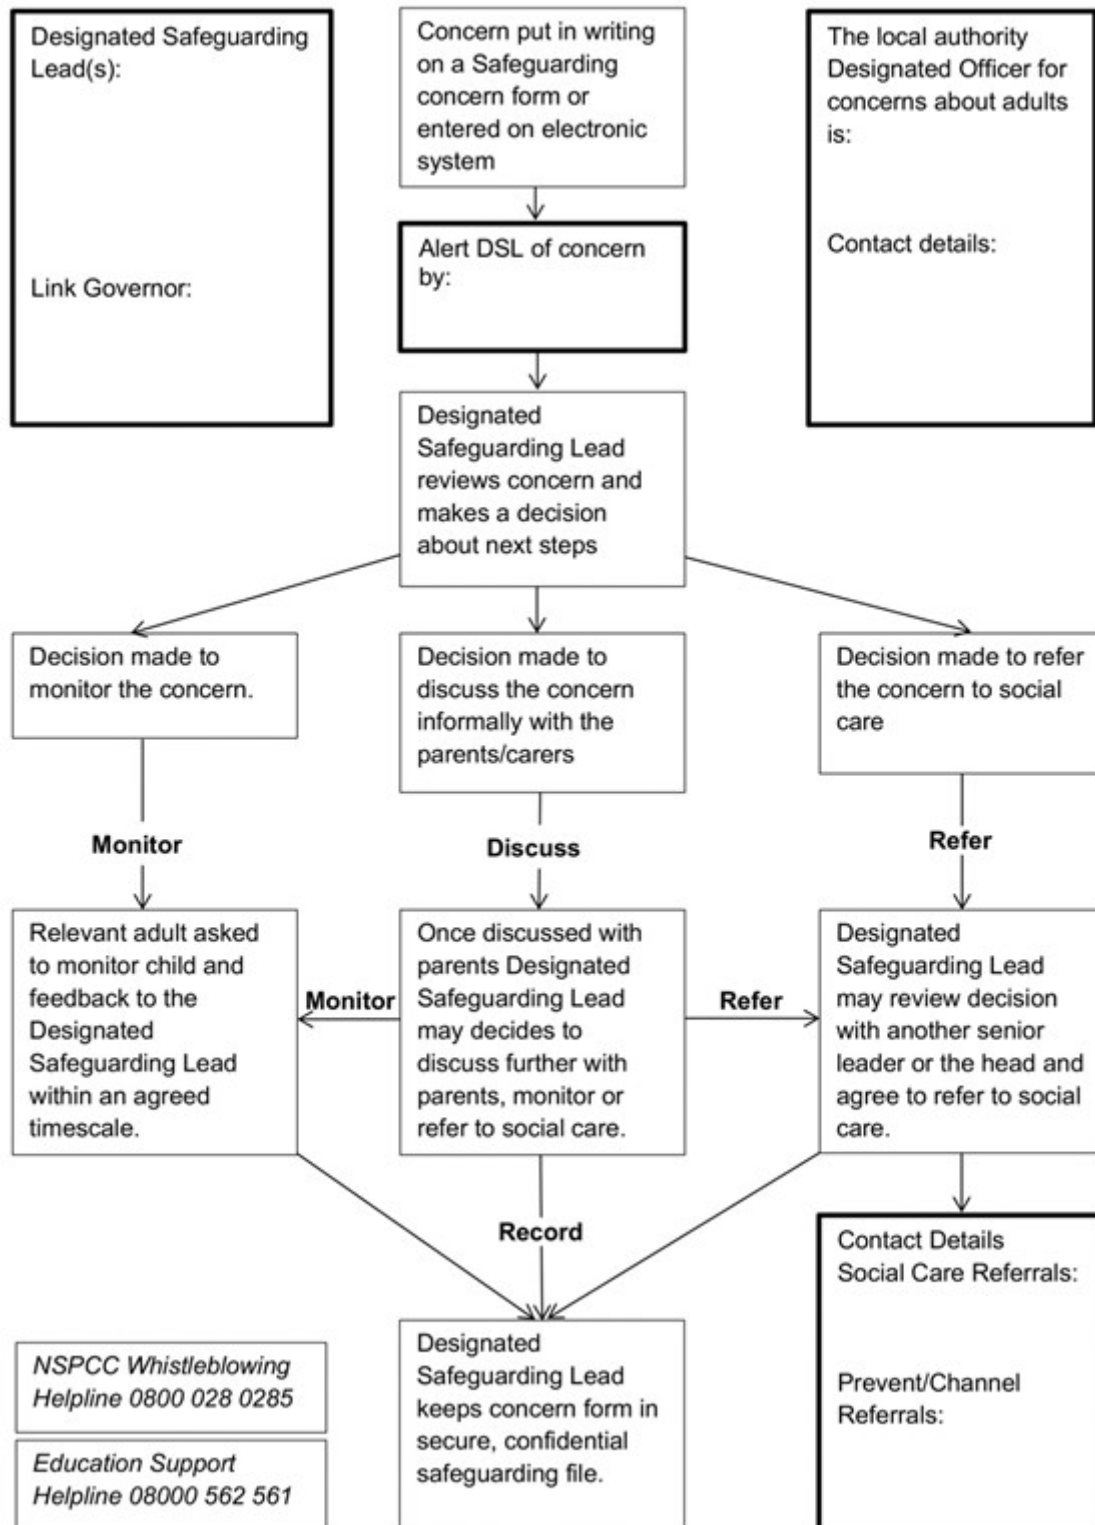 Designated Safeguarding
Lead(s):
Link Governor:
Concern put in writing
on a Safeguarding
concern form or
entered on electronic
system
The local authority
Designated Officer for
concerns about adults
is:
Contact details:
Alert DSL of concern
by:
Designated
Safeguarding Lead
reviews concern and
makes a decision
about next steps
Decision made to
monitor the concern.
Decision made to
discuss the concern
informally with the
parents/carers
Decision made to refer
the concern to social
care
Monitor
Discuss
Refer
Relevant adult asked
to monitor child and
feedback to the
Designated
Safeguarding Lead
within an agreed
timescale.
Monitor
Once discussed with
parents Designated
Safeguarding Lead
may decides to
discuss further with
parents, monitor or
refer to social care.
Refer
Designated
Safeguarding Lead
may review decision
with another senior
leader or the head and
agree to refer to social
care.
Record
Contact Details
Social Care Referrals:
Prevent/Channel
Referrals:
NSPCC Whistleblowing
Helpline 0800 028 0285
Education Support
Helpline 08000 562 561
Designated
Safeguarding Lead
keeps concern form in
secure, confidential
safeguarding file.